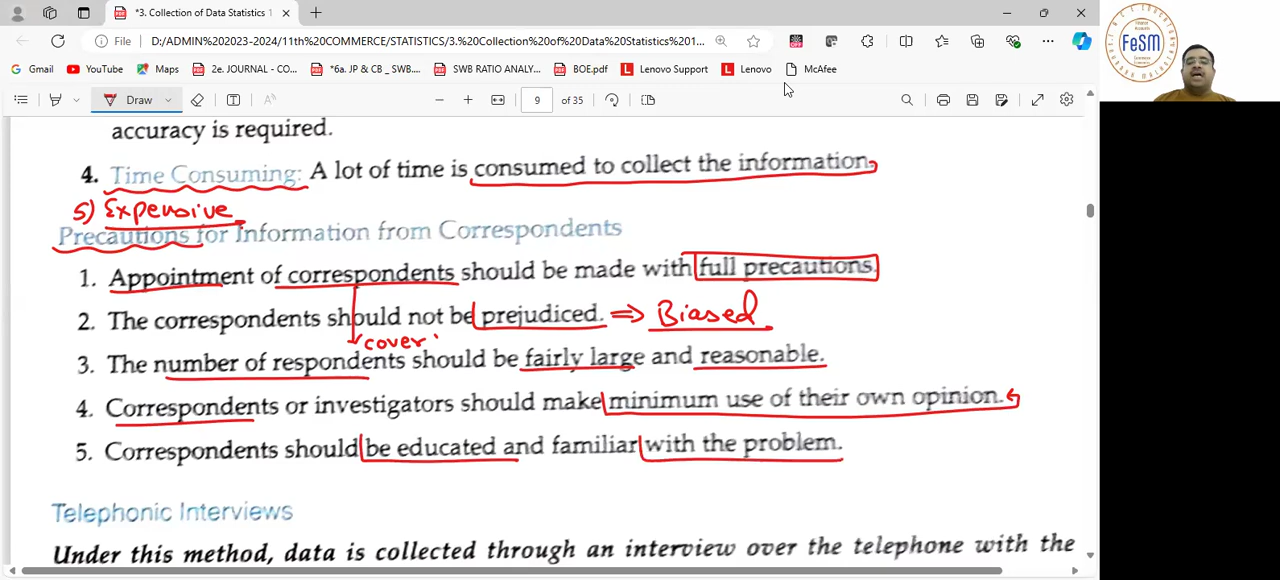 *3. Collection of Data Statistics 1
File D:/ADMIN%202023-2024/11th%20COMMERCE/STATISTICS/3.%20Collection%20of%20Data%20Statistics%201...
Gmail YouTube Maps 2E. JOURNAL - CO... *6a. JP & CB _SWB.... SWB RATIO ANALY... BOE.pdf Lenovo Support Lenovo McAfee
Draw 9 of 35
FeSM
accuracy is required.
4. Time Consuming: A lot of time is consumed to collect the information.
5) Expensive
Precautions for Information from Correspondents
1. Appointment of correspondents should be made with full precautions.
2. The correspondents should not be prejudiced. ⇒ Biased
cover
3. The number of respondents should be fairly large and reasonable.
4. Correspondents or investigators should make minimum use of their own opinion.
5. Correspondents should be educated and familiar with the problem.
Telephonic Interviews
Under this method, data is collected through an interview over the telephone with the